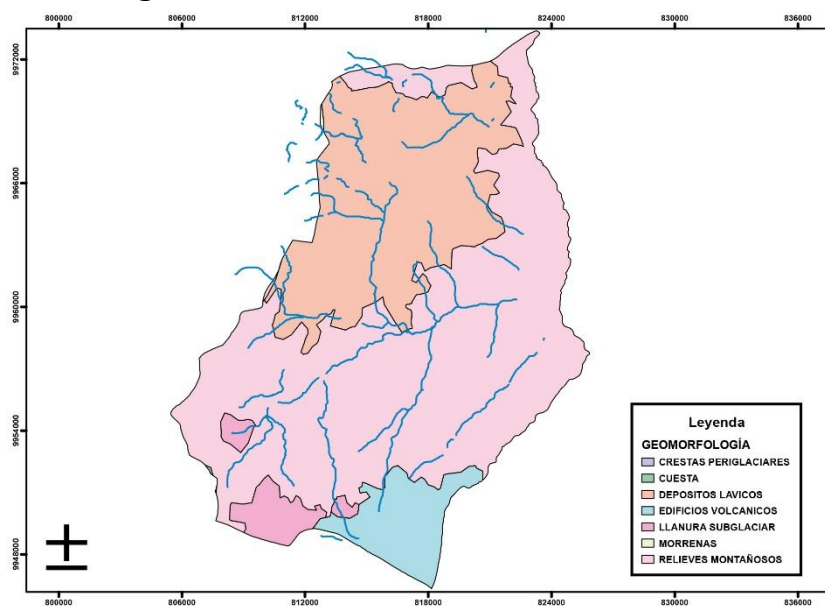 800000 806000 812000 818000 824000 830000 836000
9972000
9966000
9960000
9954000
9948000
Leyenda
GEOMORFOLOGÍA
CRESTAS PERIGLACIARES
CUESTA
DEPOSITOS LAVICOS
EDIFICIOS VOLCANICOS
LLANURA SUBGLACIAR
MORRENAS
RELIEVES MONTAÑOSOS
800000 806000 812000 818000 824000 830000 836000